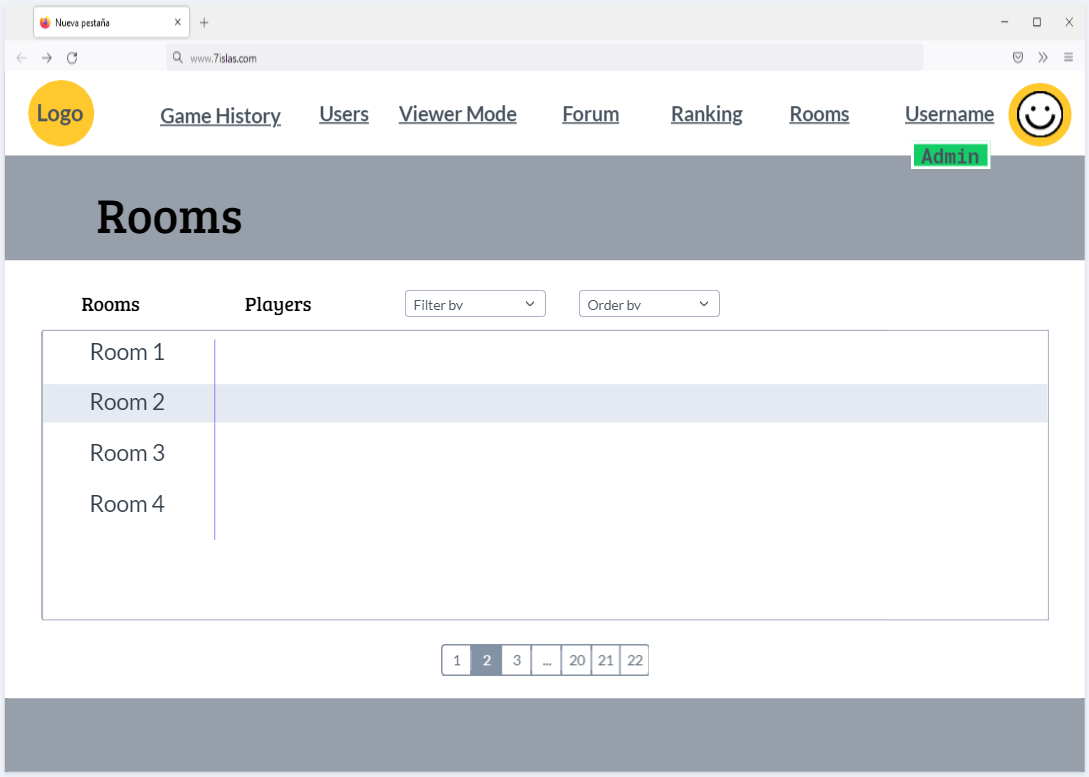 Nueva pestaña
www.7islas.com
Logo
Game History Users Viewer Mode Forum Ranking Rooms Username
Admin
Rooms
Rooms Players Filter by Order by
Room 1
Room 2
Room 3
Room 4
1 2 3 ... 20 21 22